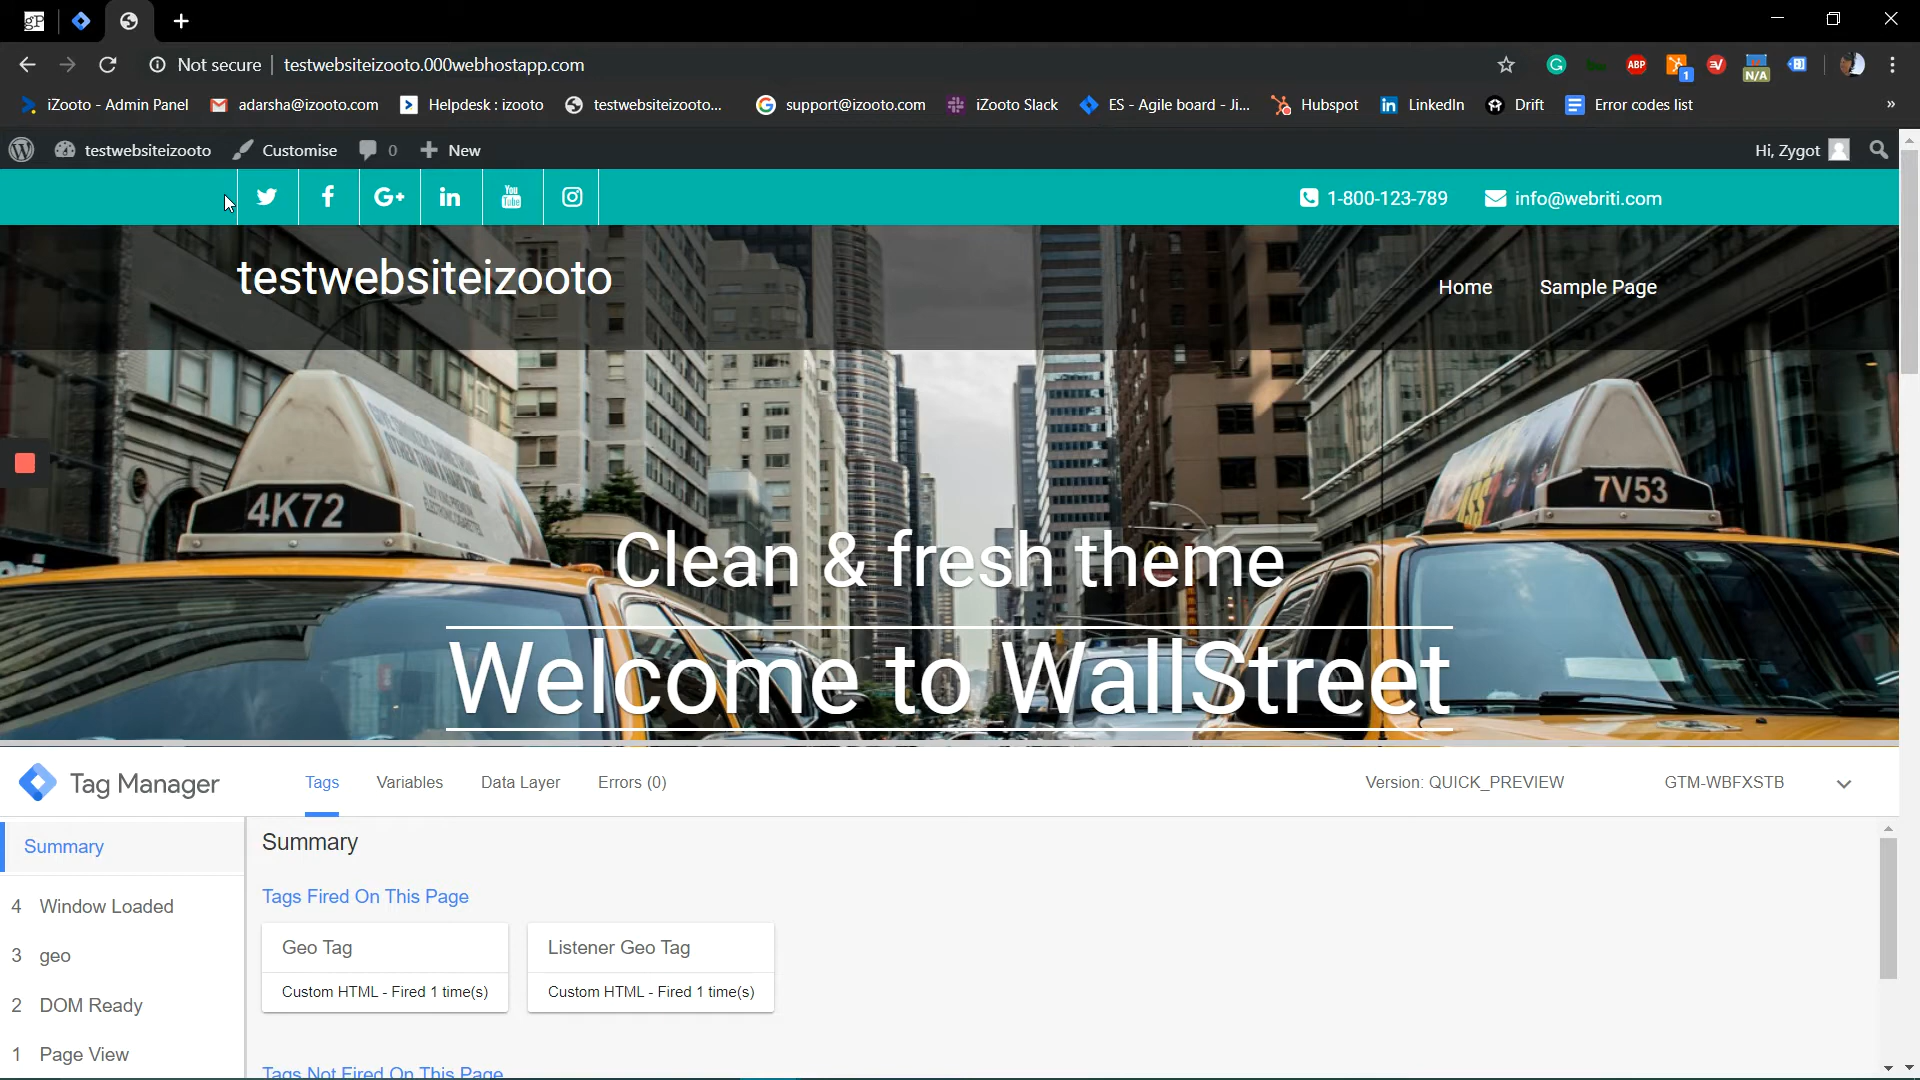 gP
Not secure | testwebsiteizooto.000webhostapp.com
ABP
1
N/A
iZooto - Admin Panel
adarsha@izooto.com
Helpdesk : izooto
testwebsiteizooto...
support@izooto.com
iZooto Slack
ES - Agile board - Ji...
Hubspot
LinkedIn
Drift
Error codes list
»
testwebsiteizooto
Customise
0
New
Hi, Zygot
You Tube
1-800-123-789
info@webriti.com
testwebsiteizooto
Home
Sample Page
4K72
7V53
Clean & fresh theme
Welcome to WallStreet
Tag Manager
Tags
Variables
Data Layer
Errors (0)
Version: QUICK_PREVIEW
GTM-WBFXSTB
Summary
4 Window Loaded
3 geo
2 DOM Ready
1 Page View
Summary
Tags Fired On This Page
Geo Tag
Custom HTML - Fired 1 time(s)
Listener Geo Tag
Custom HTML - Fired 1 time(s)
Tags Not Fired On This Page